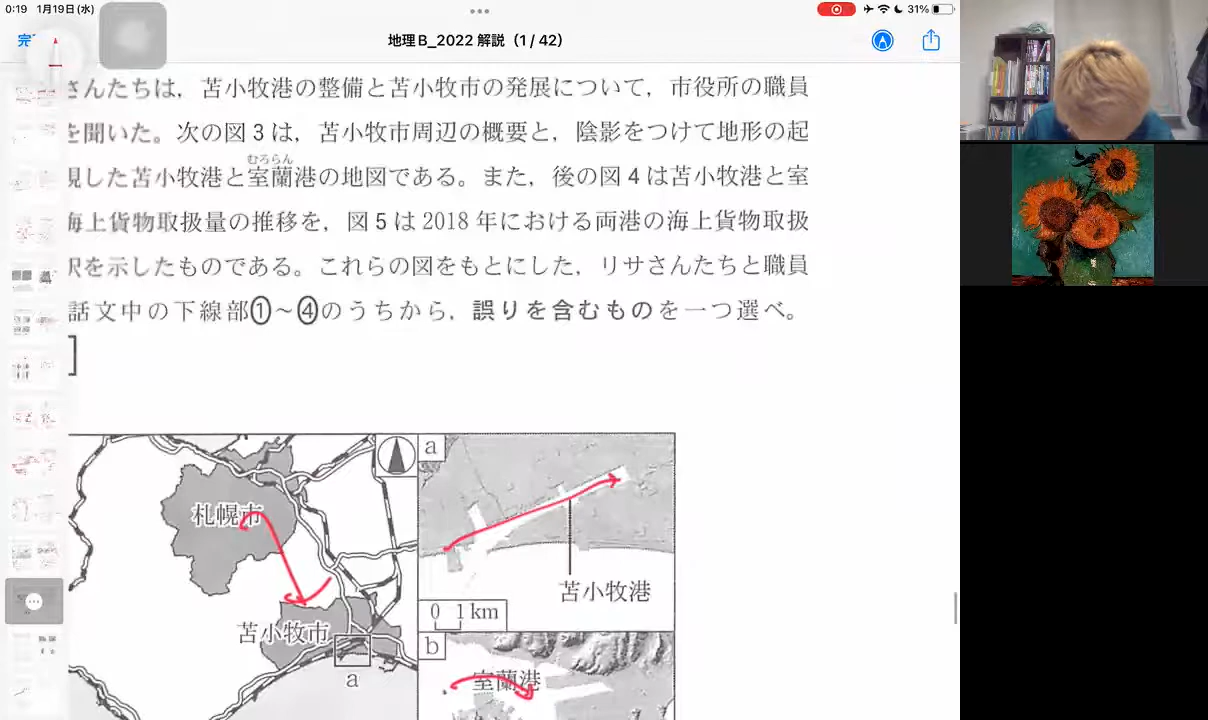 0:19 1月19日(水)
31%
完
地理B_2022 解説(1 / 42)
さんたちは，苫小牧港の整備と苫小牧市の発展について，市役所の職員
を聞いた。次の図3は，苫小牧市周辺の概要と，陰影をつけて地形の起
むろらん
現した苫小牧港と室蘭港の地図である。また，後の図4は苫小牧港と室
海上貨物取扱量の推移を，図5は2018年における両港の海上貨物取扱
訳を示したものである。これらの図をもとにした，リサさんたちと職員
話文中の下線部①～④のうちから，誤りを含むものを一つ選べ。
]
札幌市
苫小牧市
a
a
苫小牧港
0 1 km
b
室蘭港